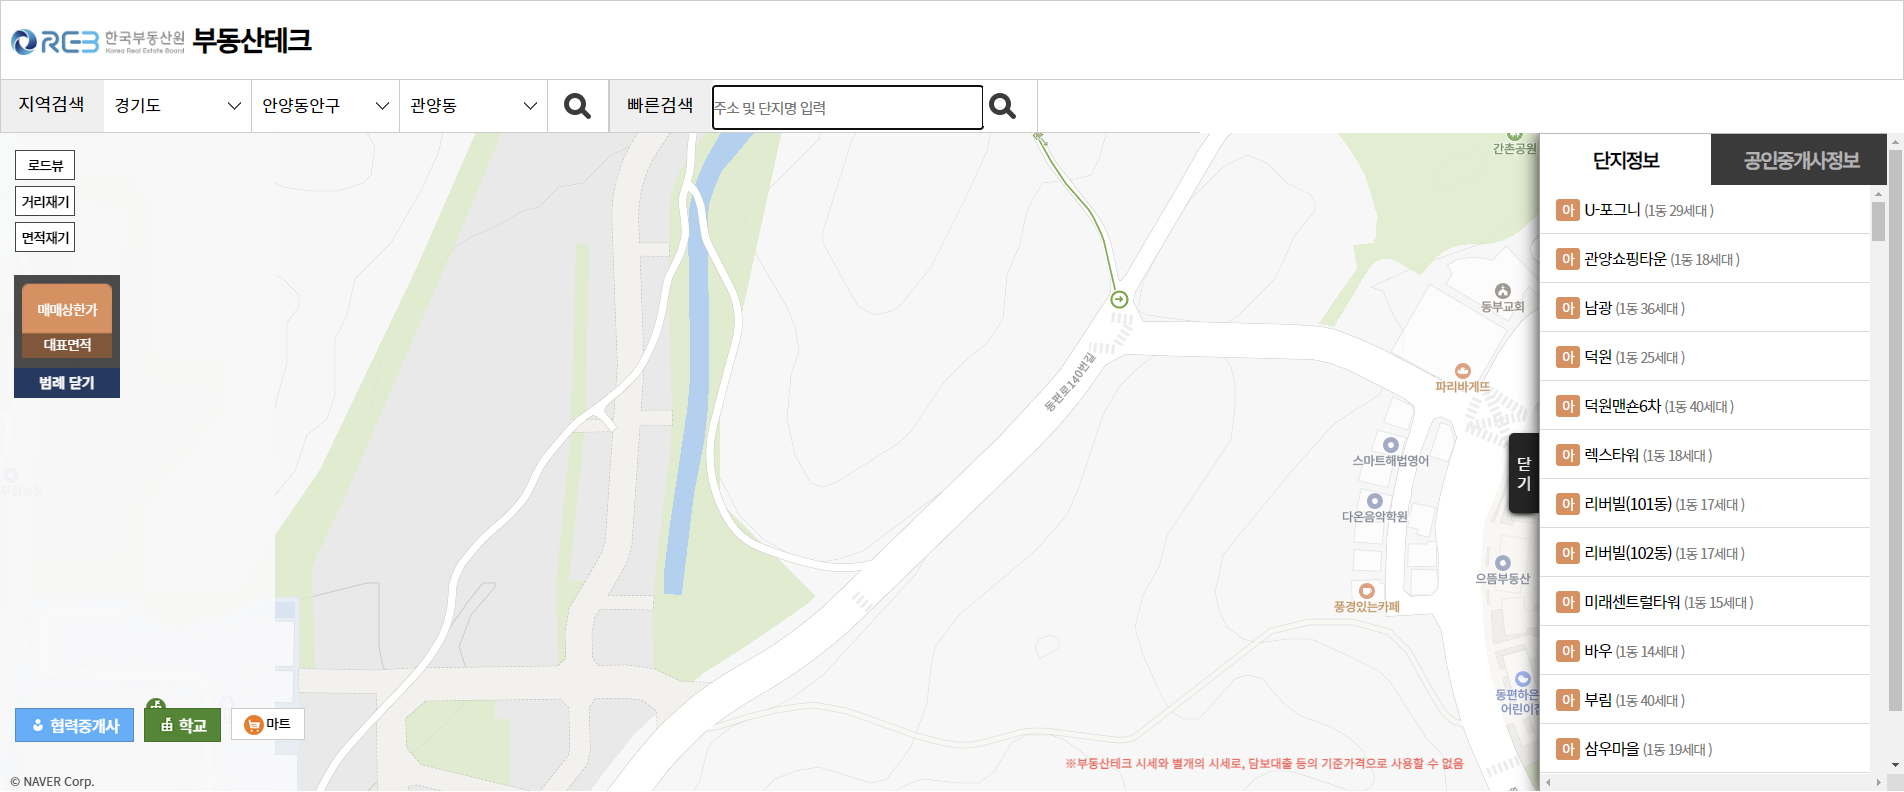 REB 한국부동산원 Korea Real Estate Board 부동산테크
지역검색 경기도 안양동안구 관양동 빠른검색 주소 및 단지명 입력
로드뷰
거리재기
면적재기
매매상한가
대표면적
범례 닫기
간촌공원
동부교회
파리바게뜨
동편로140번길
스마트해법영어
다온음악학원
으뜸부동산
풍경있는카페
동편하은
어린이집
닫기
협력중개사
학교
마트
※부동산테크 시세와 별개의 시세로, 담보대출 등의 기준가격으로 사용할 수 없음
© NAVER Corp.
단지정보 공인중개사정보
아 U-포그니 (1동 29세대 )
아 관양쇼핑타운 (1동 18세대 )
아 남광 (1동 36세대 )
아 덕원 (1동 25세대 )
아 덕원맨숀6차 (1동 40세대 )
아 렉스타워 (1동 18세대 )
아 리버빌(101동) (1동 17세대 )
아 리버빌(102동) (1동 17세대 )
아 미래센트럴타워 (1동 15세대 )
아 바우 (1동 14세대 )
아 부림 (1동 40세대 )
아 삼우마을 (1동 19세대 )